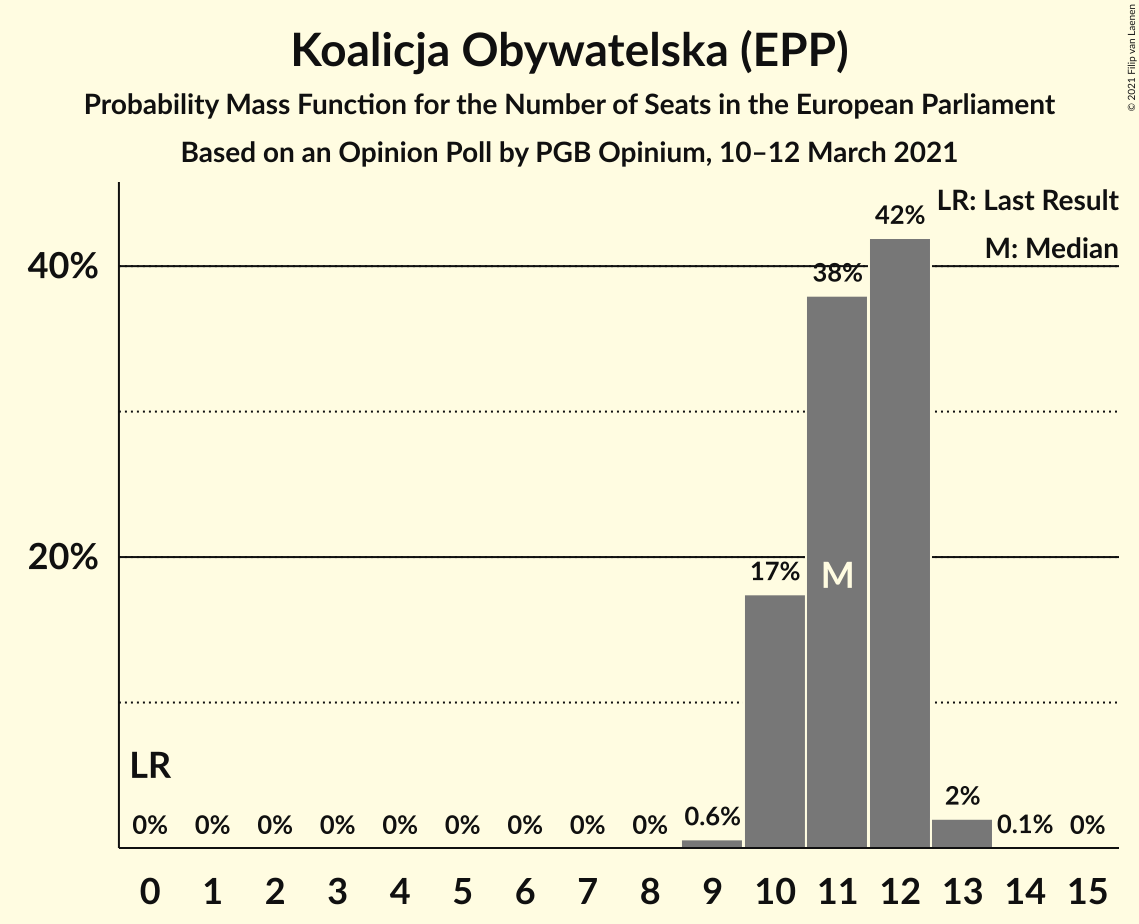 Koalicja Obywatelska (EPP)
Probability Mass Function for the Number of Seats in the European Parliament
Based on an Opinion Poll by PGB Opinium, 10–12 March 2021
© 2021 Filip van Laenen
LR: Last Result
M: Median
42%
40%
38%
20%
17%
M
LR
0% 0% 0% 0% 0% 0% 0% 0% 0% 0.6% 2% 0.1% 0%
0 1 2 3 4 5 6 7 8 9 10 11 12 13 14 15